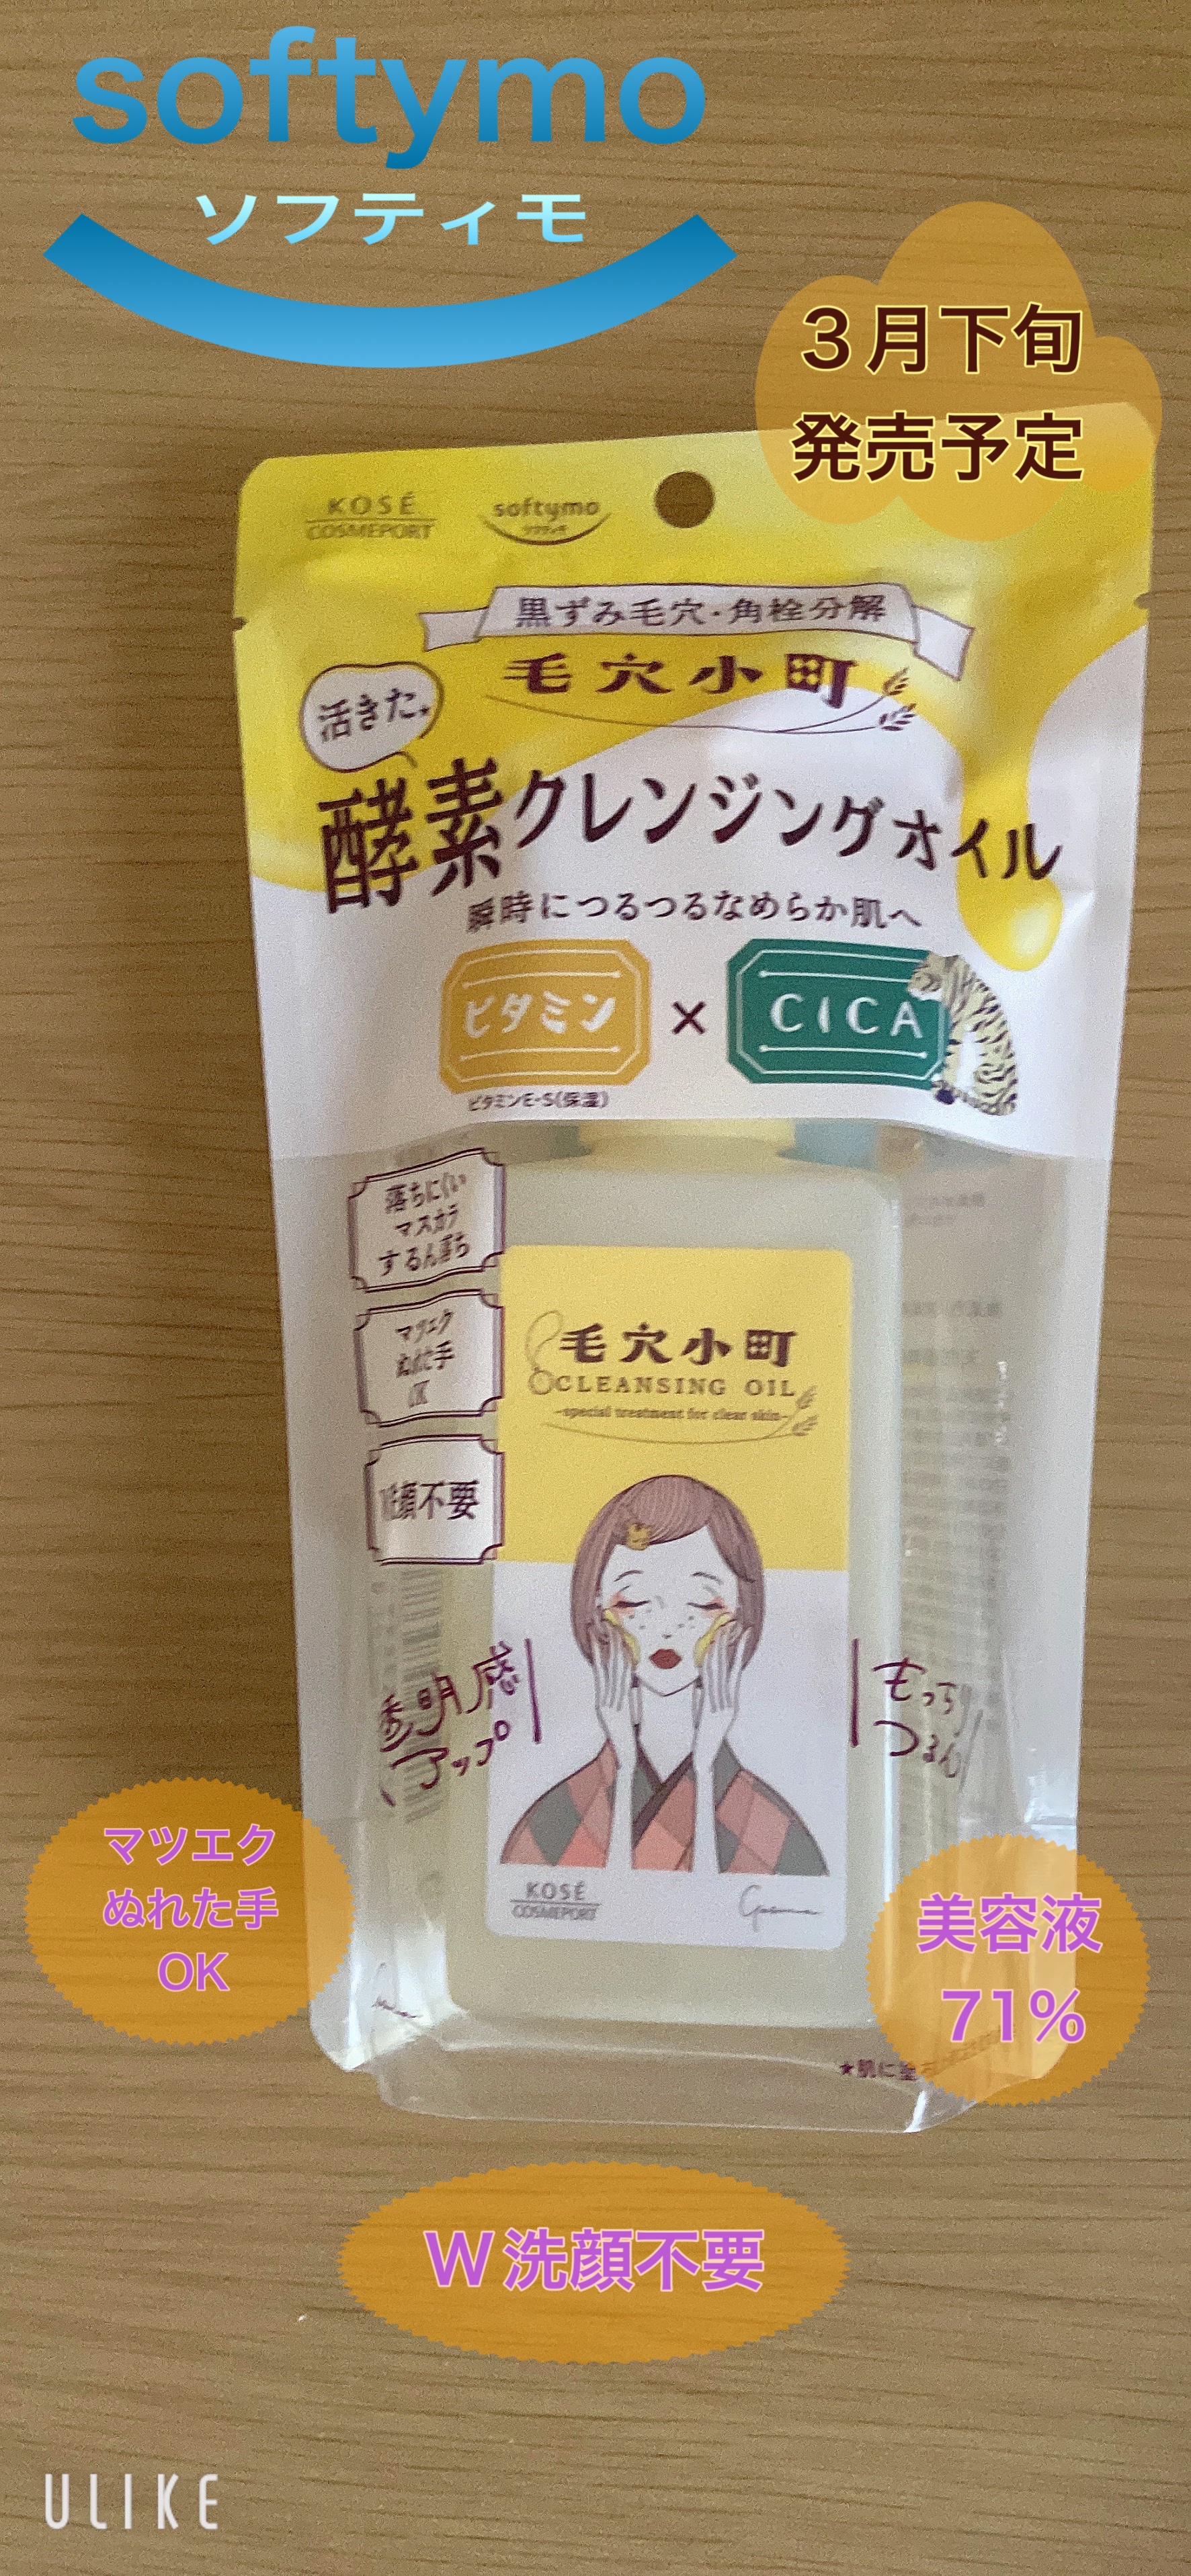 softymo
ソフティモ
3月下旬
発売予定
KOSÉ
COSMEPORT
softymo
ソフティモ
黒ずみ毛穴・角栓分解
毛穴小町
活きた。
酵素クレンジングオイル
瞬時につるつるなめらか肌へ
ビタミン × CICA
ビタミンE・S(保湿)
落ちにくい
マスカラ
するん落ち
マツエク
ぬれた手
OK
W洗顔不要
毛穴小町
CLEANSING OIL
-special treatment for clear skin-
透明感
アップ
もっちり
つるん
KOSÉ
COSMEPORT
マツエク
ぬれた手
OK
美容液
71%
★肌に塗
W洗顔不要
ULIKE